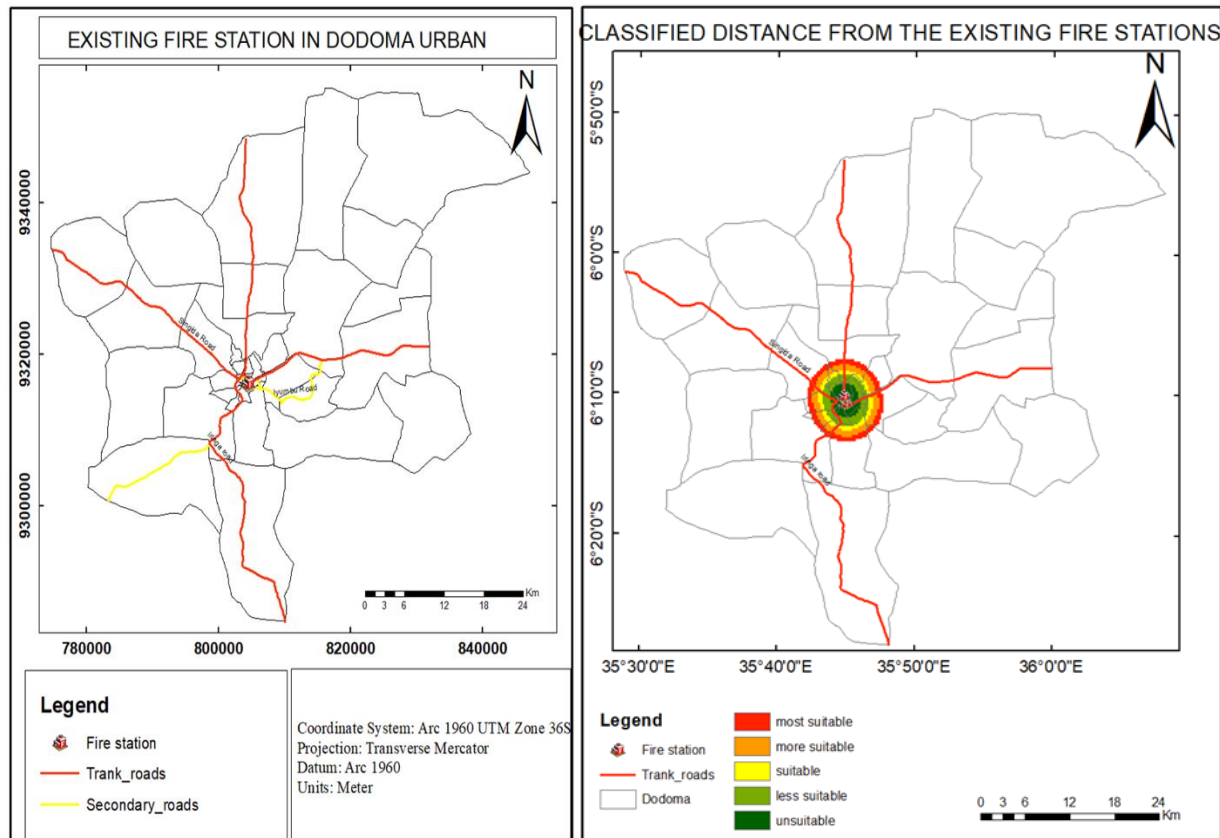 EXISTING FIRE STATION IN DODOMA URBAN
N
9340000
9320000
9300000
Singida Road
Iyumbu Road
Iringa road
0 3 6 12 18 24 Km
780000 800000 820000 840000
Legend
Fire station
Trank_roads
Secondary_roads
Coordinate System: Arc 1960 UTM Zone 36S
Projection: Transverse Mercator
Datum: Arc 1960
Units: Meter
CLASSIFIED DISTANCE FROM THE EXISTING FIRE STATIONS
N
5°50'0"S
6°0'0"S
6°10'0"S
6°20'0"S
Singida Road
Iringa road
35°30'0"E 35°40'0"E 35°50'0"E 36°0'0"E
Legend
Fire station
Trank_roads
Dodoma
most suitable
more suitable
suitable
less suitable
unsuitable
0 3 6 12 18 24 Km